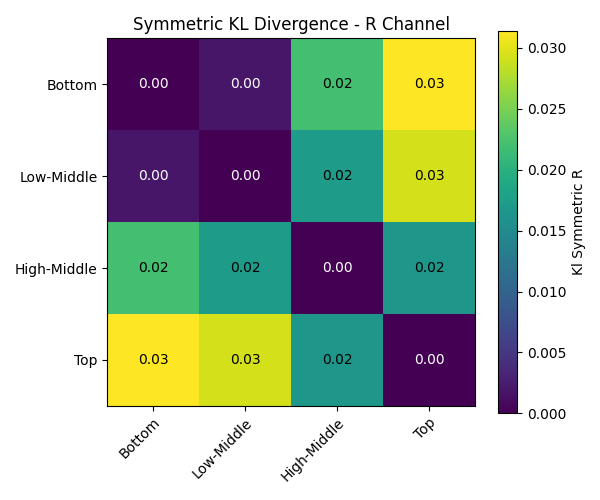 Symmetric KL Divergence - R Channel
Bottom 0.00 0.00 0.02 0.03
Low-Middle 0.00 0.00 0.02 0.03
High-Middle 0.02 0.02 0.00 0.02
Top 0.03 0.03 0.02 0.00
Bottom Low-Middle High-Middle Top
0.030
0.025
0.020
0.015
0.010
0.005
0.000
Kl Symmetric R